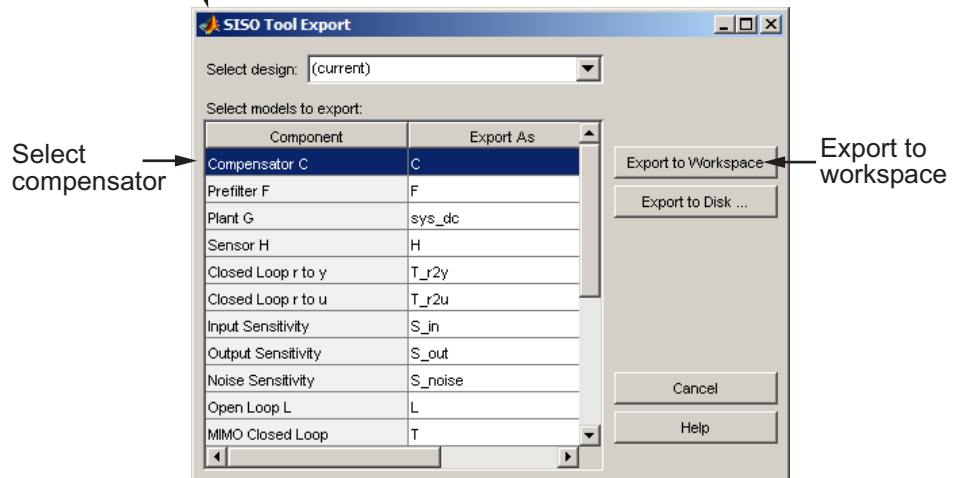 SISO Tool Export
Select design: (current)
Select models to export:
Component Export As
Compensator C C
Prefilter F F
Plant G sys_dc
Sensor H H
Closed Loop r to y T_r2y
Closed Loop r to u T_r2u
Input Sensitivity S_in
Output Sensitivity S_out
Noise Sensitivity S_noise
Open Loop L L
MIMO Closed Loop T
Export to Workspace
Export to Disk ...
Cancel
Help
Select
compensator
Export to
workspace